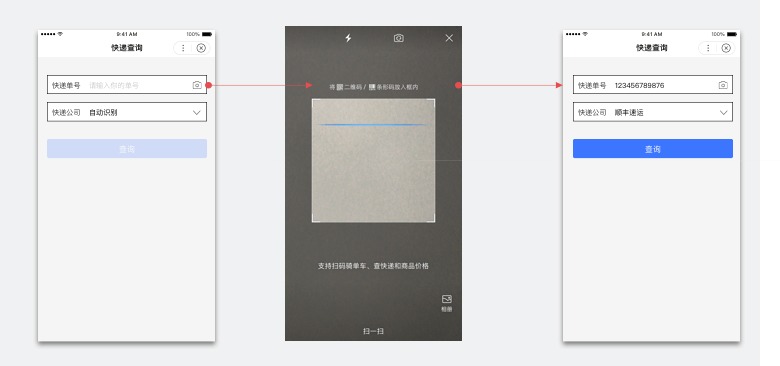 9:41 AM
100%
快递查询
快递单号 请输入你的单号
快递公司 自动识别
查询
将二维码 / 条形码放入框内
支持扫码骑单车、查快递和商品价格
相册
扫一扫
9:41 AM
100%
快递查询
快递单号 123456789876
快递公司 顺丰速运
查询